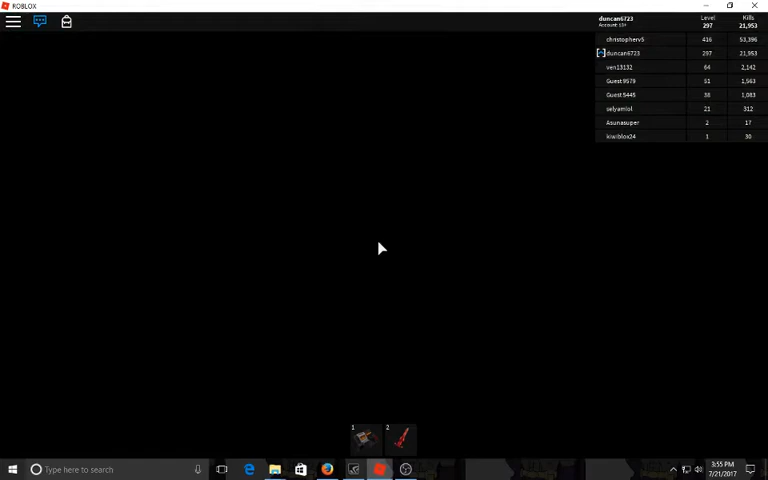 ROBLOX
duncan6723
Account: 13+
Level
297
Kills
21,953
christopherv5 416 53,396
duncan6723 297 21,953
ven13132 64 2,142
Guest 9579 51 1,563
Guest 5445 38 1,083
selyamlol 21 312
Asunasuper 2 17
kiwiblox24 1 30
1
2
Type here to search
3:55 PM
7/21/2017